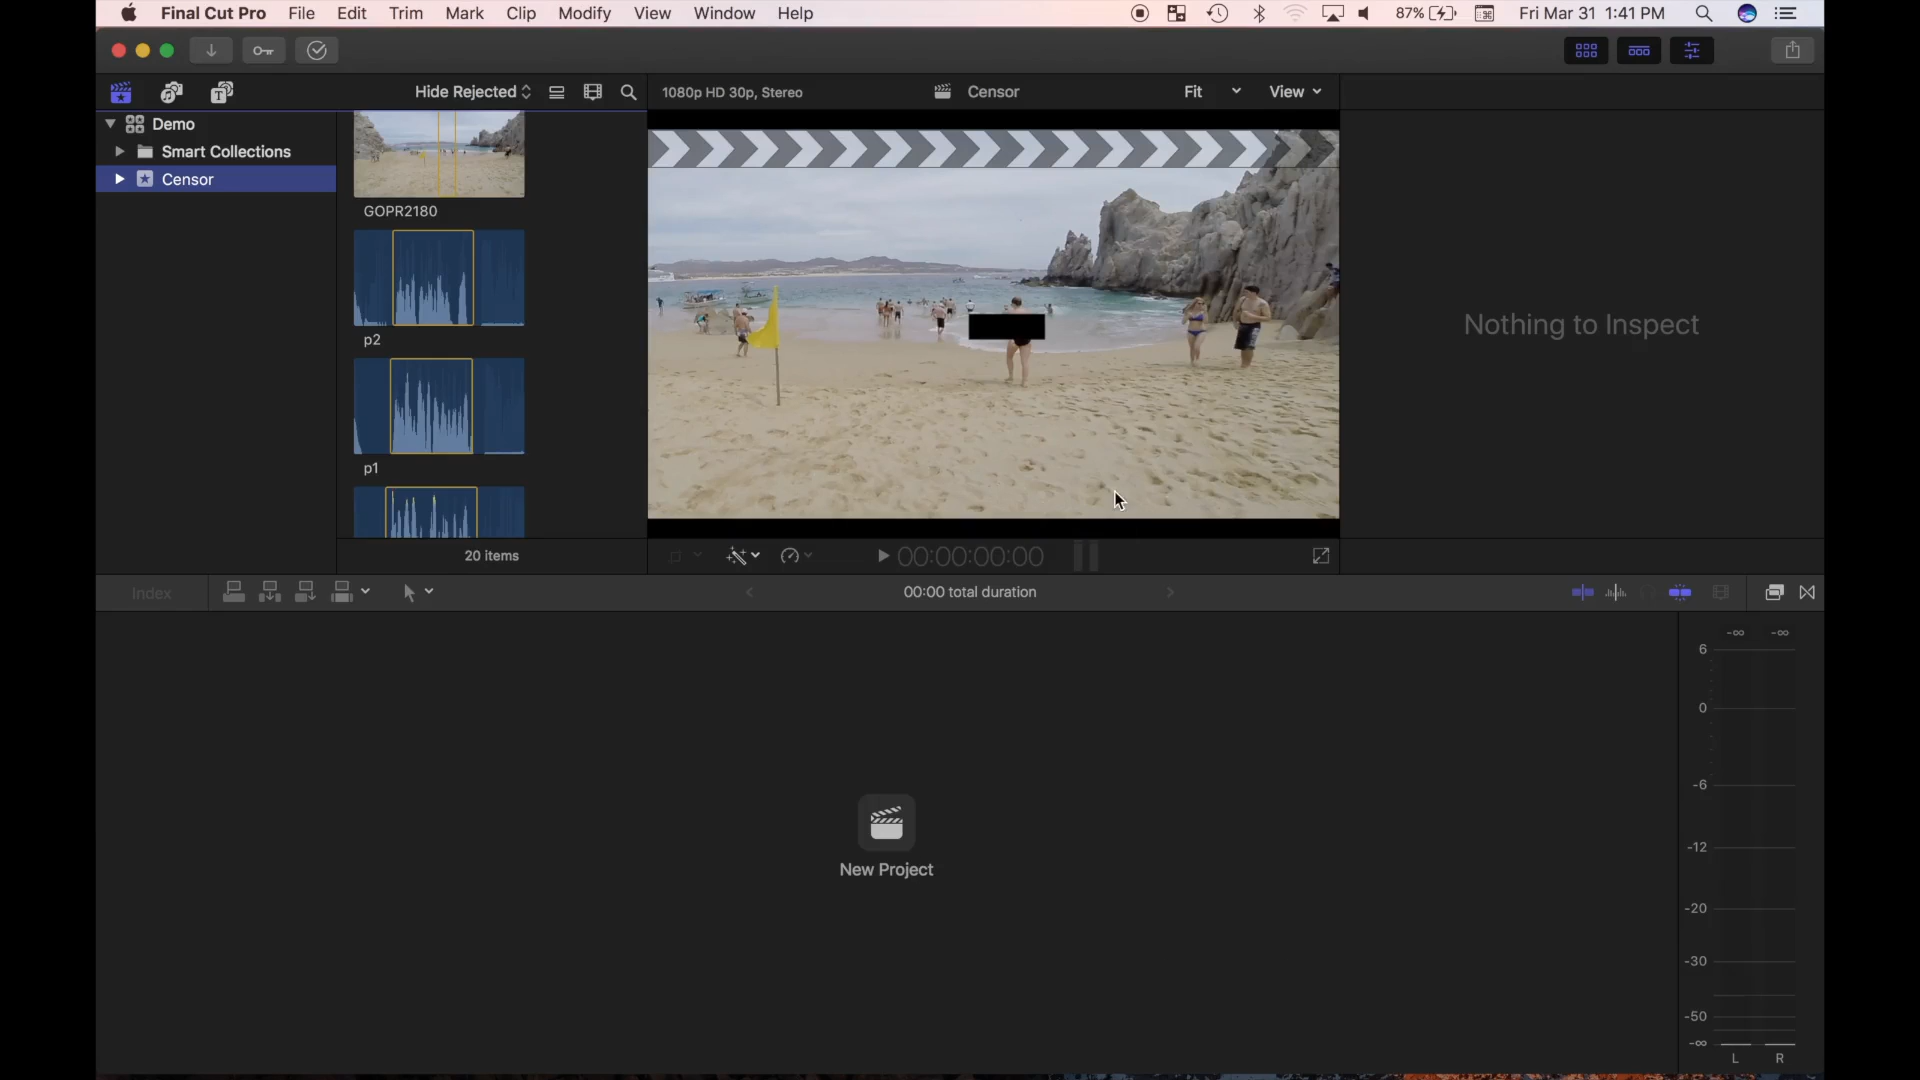 Final Cut Pro File Edit Trim Mark Clip Modify View Window Help 87% Fri Mar 31 1:41 PM
Hide Rejected 1080p HD 30p, Stereo Censor Fit View
Demo
Smart Collections
Censor
GOPR2180
p2
p1
20 items
Nothing to Inspect
00:00:00:00
Index 00:00 total duration
New Project
-∞ -∞
6
0
-6
-12
-20
-30
-50
-∞
L R